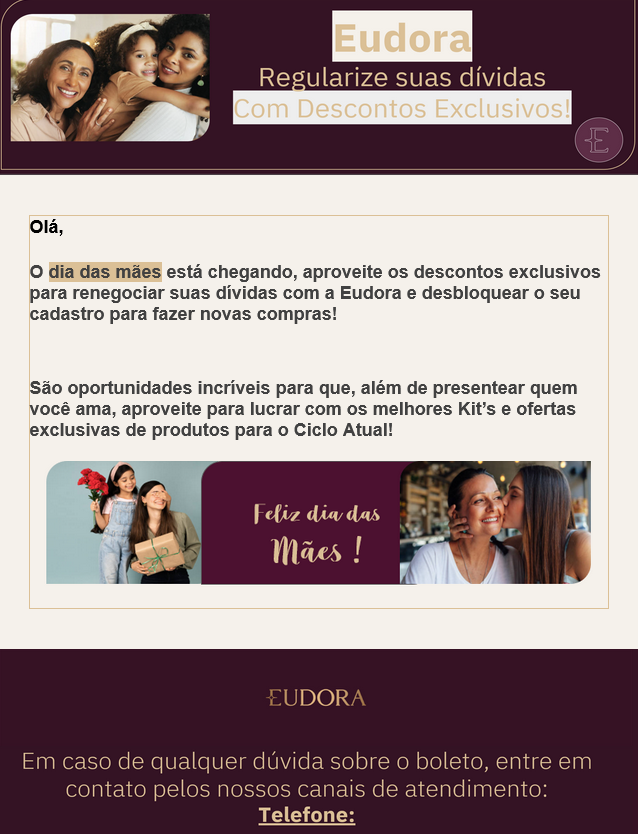 Eudora
Regularize suas dívidas
Com Descontos Exclusivos!
E
Olá,
O dia das mães está chegando, aproveite os descontos exclusivos
para renegociar suas dívidas com a Eudora e desbloquear o seu
cadastro para fazer novas compras!
São oportunidades incríveis para que, além de presentear quem
você ama, aproveite para lucrar com os melhores Kit’s e ofertas
exclusivas de produtos para o Ciclo Atual!
Feliz dia das
Mães !
EUDORA
Em caso de qualquer dúvida sobre o boleto, entre em
contato pelos nossos canais de atendimento:
Telefone: